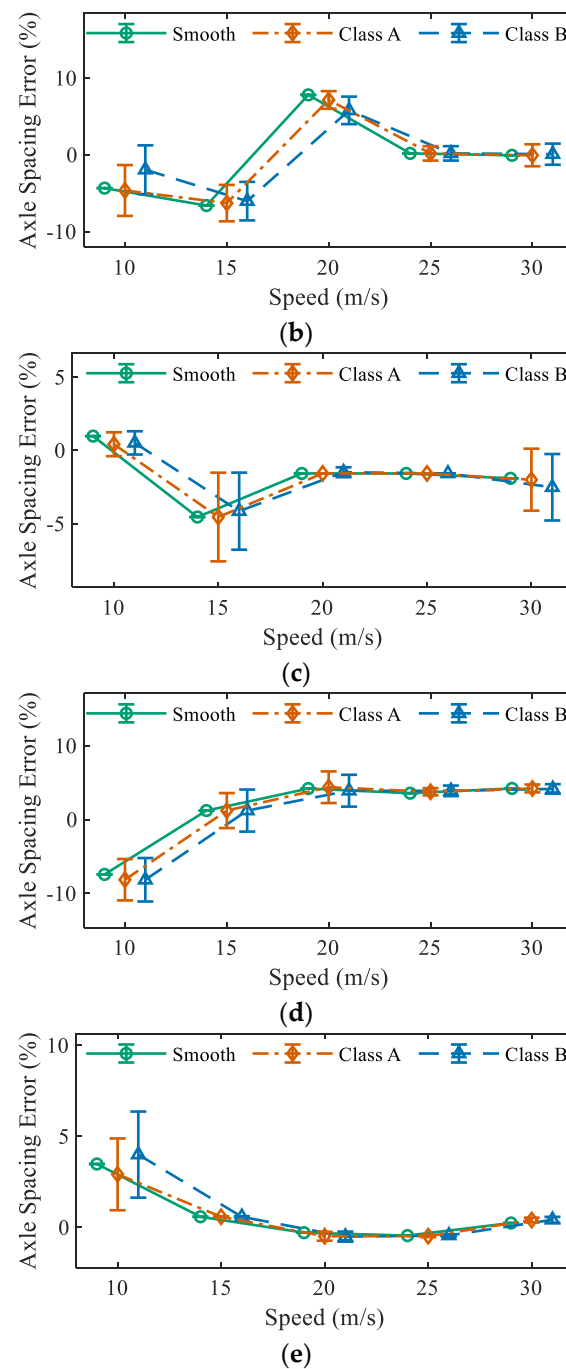 Smooth Class A Class B
Axle Spacing Error (%)
10
0
-10
10 15 20 25 30
Speed (m/s)
(b)
Smooth Class A Class B
Axle Spacing Error (%)
5
0
-5
10 15 20 25 30
Speed (m/s)
(c)
Smooth Class A Class B
Axle Spacing Error (%)
10
0
-10
10 15 20 25 30
Speed (m/s)
(d)
Smooth Class A Class B
Axle Spacing Error (%)
10
5
0
10 15 20 25 30
Speed (m/s)
(e)